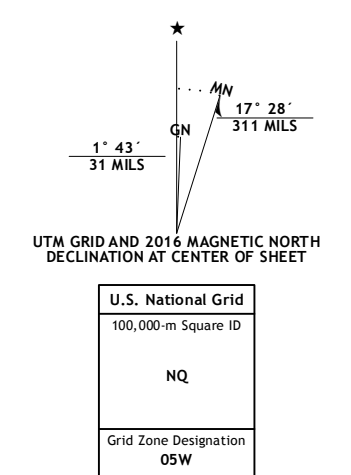 ★
MN
17° 28´
311 MILS
GN
1° 43´
31 MILS
UTM GRID AND 2016 MAGNETIC NORTH
DECLINATION AT CENTER OF SHEET
U.S. National Grid
100,000-m Square ID
NQ
Grid Zone Designation
05W